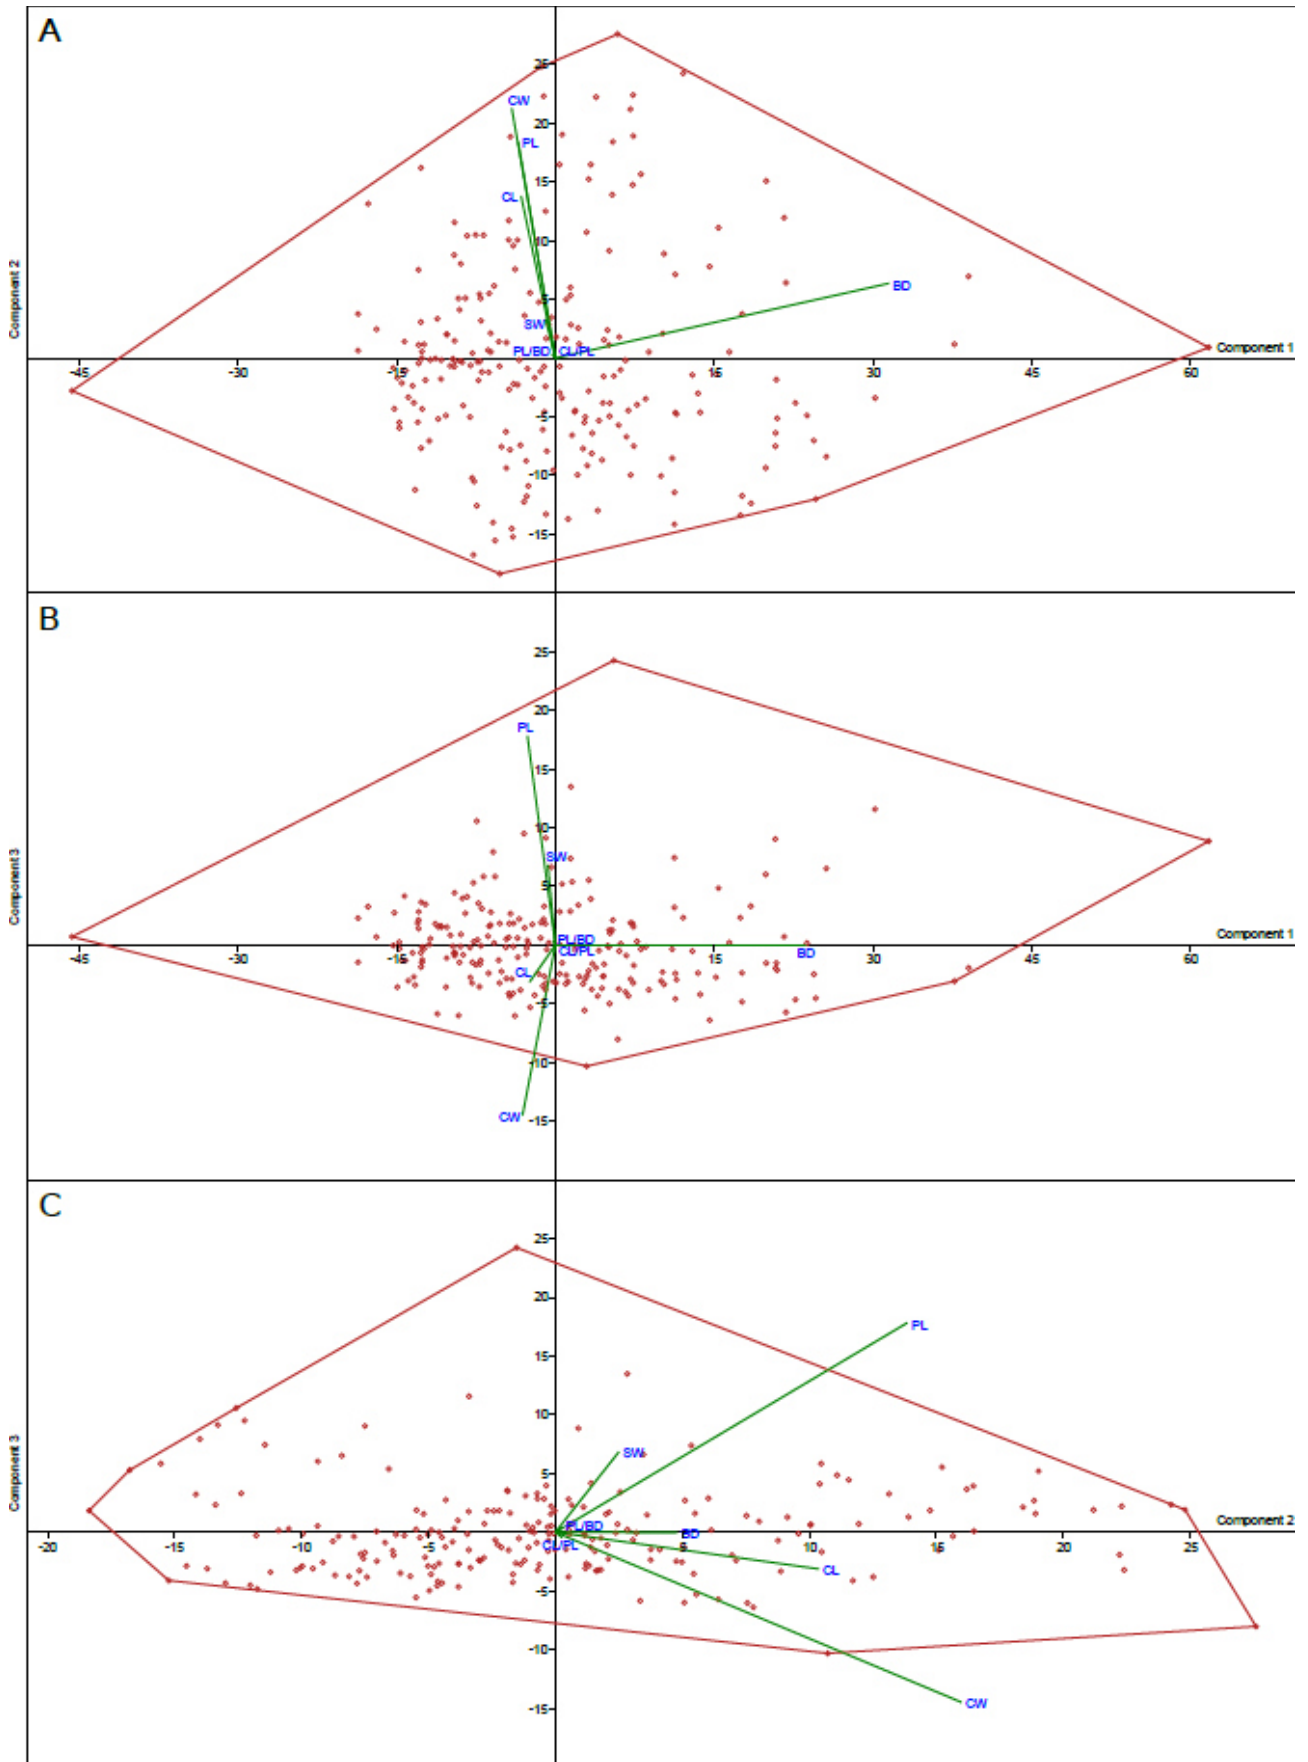 A
25
CW
20
PL
15
CL
10
Component 2
5
BD
SW
PL/BD CL/PL
Component 1
-45 -30 -15 15 30 45 60
-5
-10
-15
B
25
20
PL
15
10
SW
5
Component 3
PL/BD
Component 1
-45 -30 -15 15 30 45 60
CL/PL
BD
CL
-5
-10
CW
-15
C
25
20
PL
15
10
SW
5
Component 3
PL/BD
BD
Component 2
-20 -15 -10 -5 5 10 15 20 25
CL/PL
CL
-5
-10
CW
-15